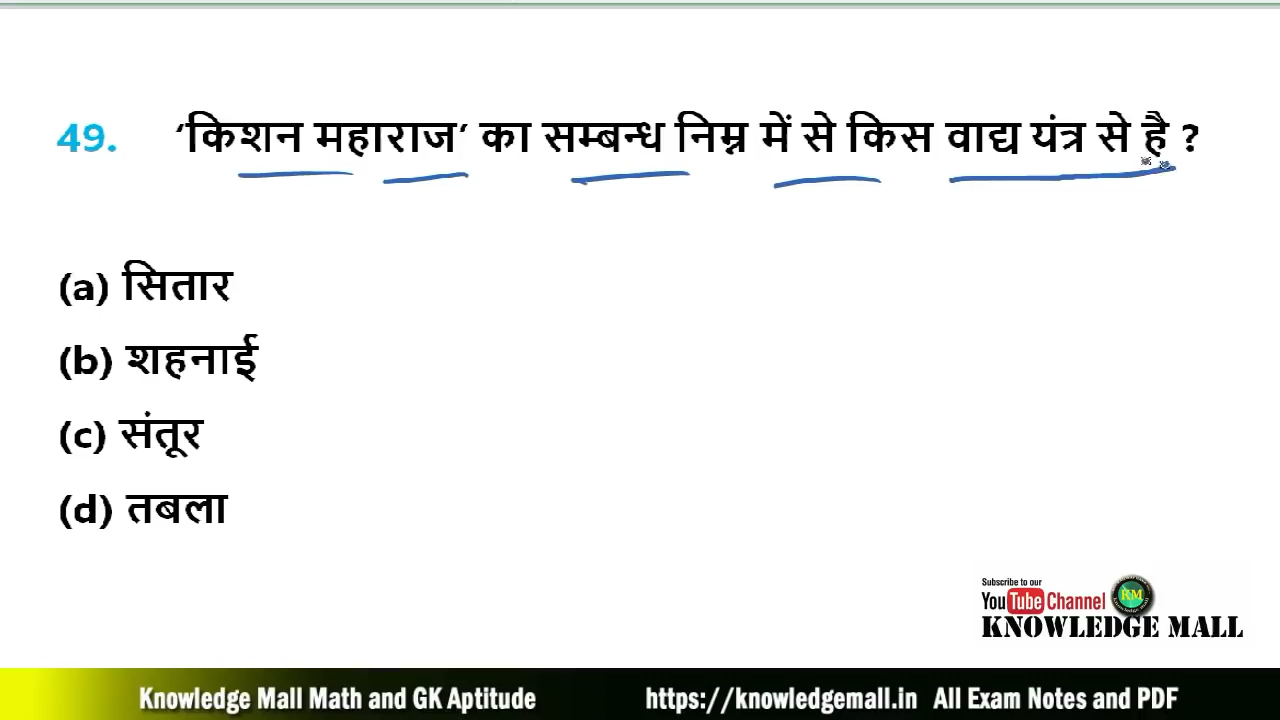 49. ‘किशन महाराज’ का सम्बन्ध निम्न में से किस वाद्य यंत्र से है ?
(a) सितार
(b) शहनाई
(c) संतूर
(d) तबला
Subscribe to our
YouTube Channel
RM
KNOWLEDGE MALL
Knowledge Mall Math and GK Aptitude https://knowledgemall.in All Exam Notes and PDF